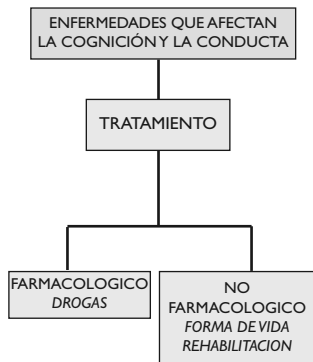 ENFERMEDADES QUE AFECTAN
LA COGNICIÓN Y LA CONDUCTA
TRATAMIENTO
FARMACOLOGICO
DROGAS
NO
FARMACOLOGICO
FORMA DE VIDA
REHABILITACION